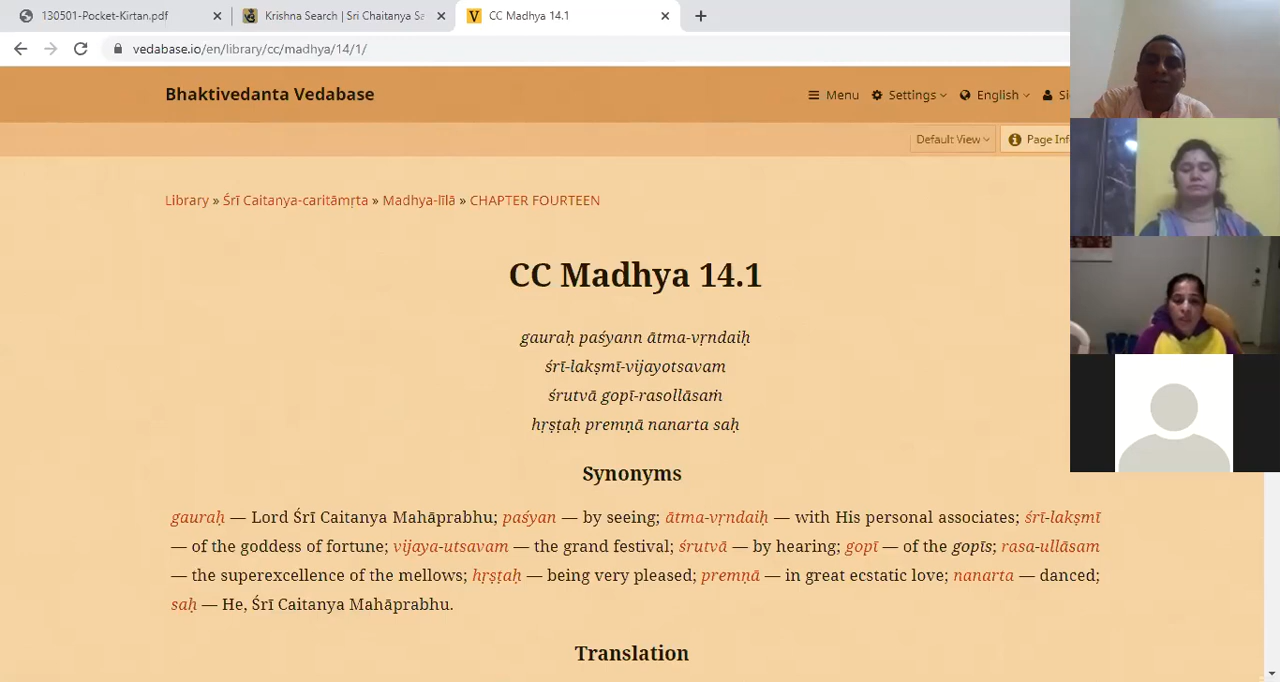 130501-Pocket-Kirtan.pdf
Krishna Search | Sri Chaitanya Sa
CC Madhya 14.1
vedabase.io/en/library/cc/madhya/14/1/
Bhaktivedanta Vedabase
Menu Settings English
Default View
Library » Śrī Caitanya-caritāmṛta » Madhya-līlā » CHAPTER FOURTEEN
CC Madhya 14.1
gauraḥ paśyann ātma-vṛndaiḥ
śrī-lakṣmī-vijayotsavam
śrutvā gopī-rasollāsaṁ
hṛṣṭaḥ premṇā nanarta saḥ
Synonyms
gauraḥ — Lord Śrī Caitanya Mahāprabhu; paśyan — by seeing; ātma-vṛndaiḥ — with His personal associates; śrī-lakṣmī
— of the goddess of fortune; vijaya-utsavam — the grand festival; śrutvā — by hearing; gopī — of the gopīs; rasa-ullāsam
— the superexcellence of the mellows; hṛṣṭaḥ — being very pleased; premṇā — in great ecstatic love; nanarta — danced;
saḥ — He, Śrī Caitanya Mahāprabhu.
Translation